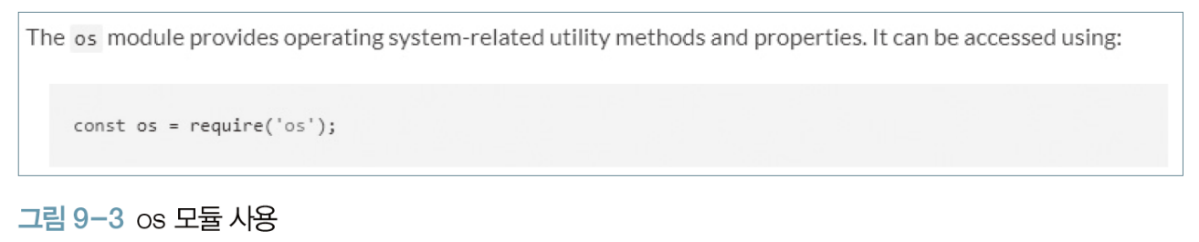 The os module provides operating system-related utility methods and properties. It can be accessed using:
const os = require('os');
그림 9-3 os 모듈 사용